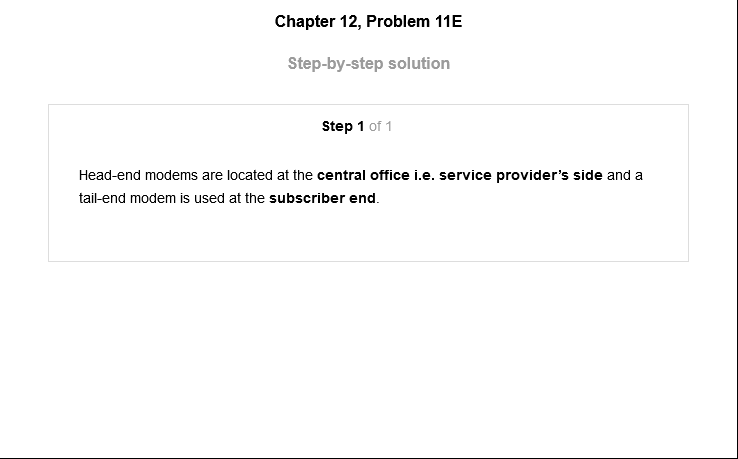 Chapter 12, Problem 11E
Step-by-step solution
Step 1 of 1
Head-end modems are located at the central office i.e. service provider’s side and a
tail-end modem is used at the subscriber end.